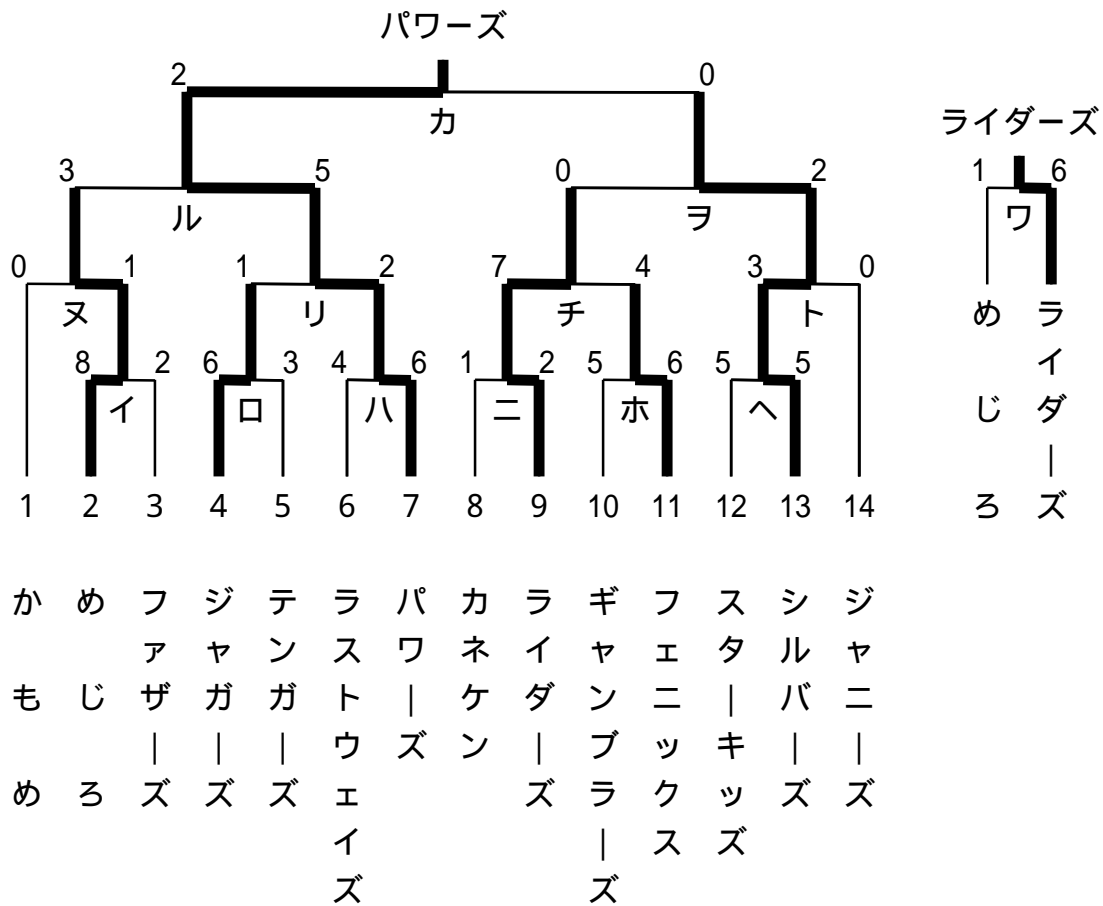 パワーズ
2 0
カ
ライダーズ
3 5 0 2 1 6
ル ヲ ワ
0 1 1 2 7 4 3 0
ヌ リ チ ト
めじろ
ライダーズ
8 2 6 3 4 6 1 2 5 6 5 5
イ ロ ハ ニ ホ ヘ
1 2 3 4 5 6 7 8 9 10 11 12 13 14
かもめ
めじろ
ファザーズ
ジャガーズ
テンガーズ
ラストウェイズ
パワーズ
カネケン
ライダーズ
ギャンブラーズ
フェニックス
スターキッズ
シルバーズ
ジャニーズ